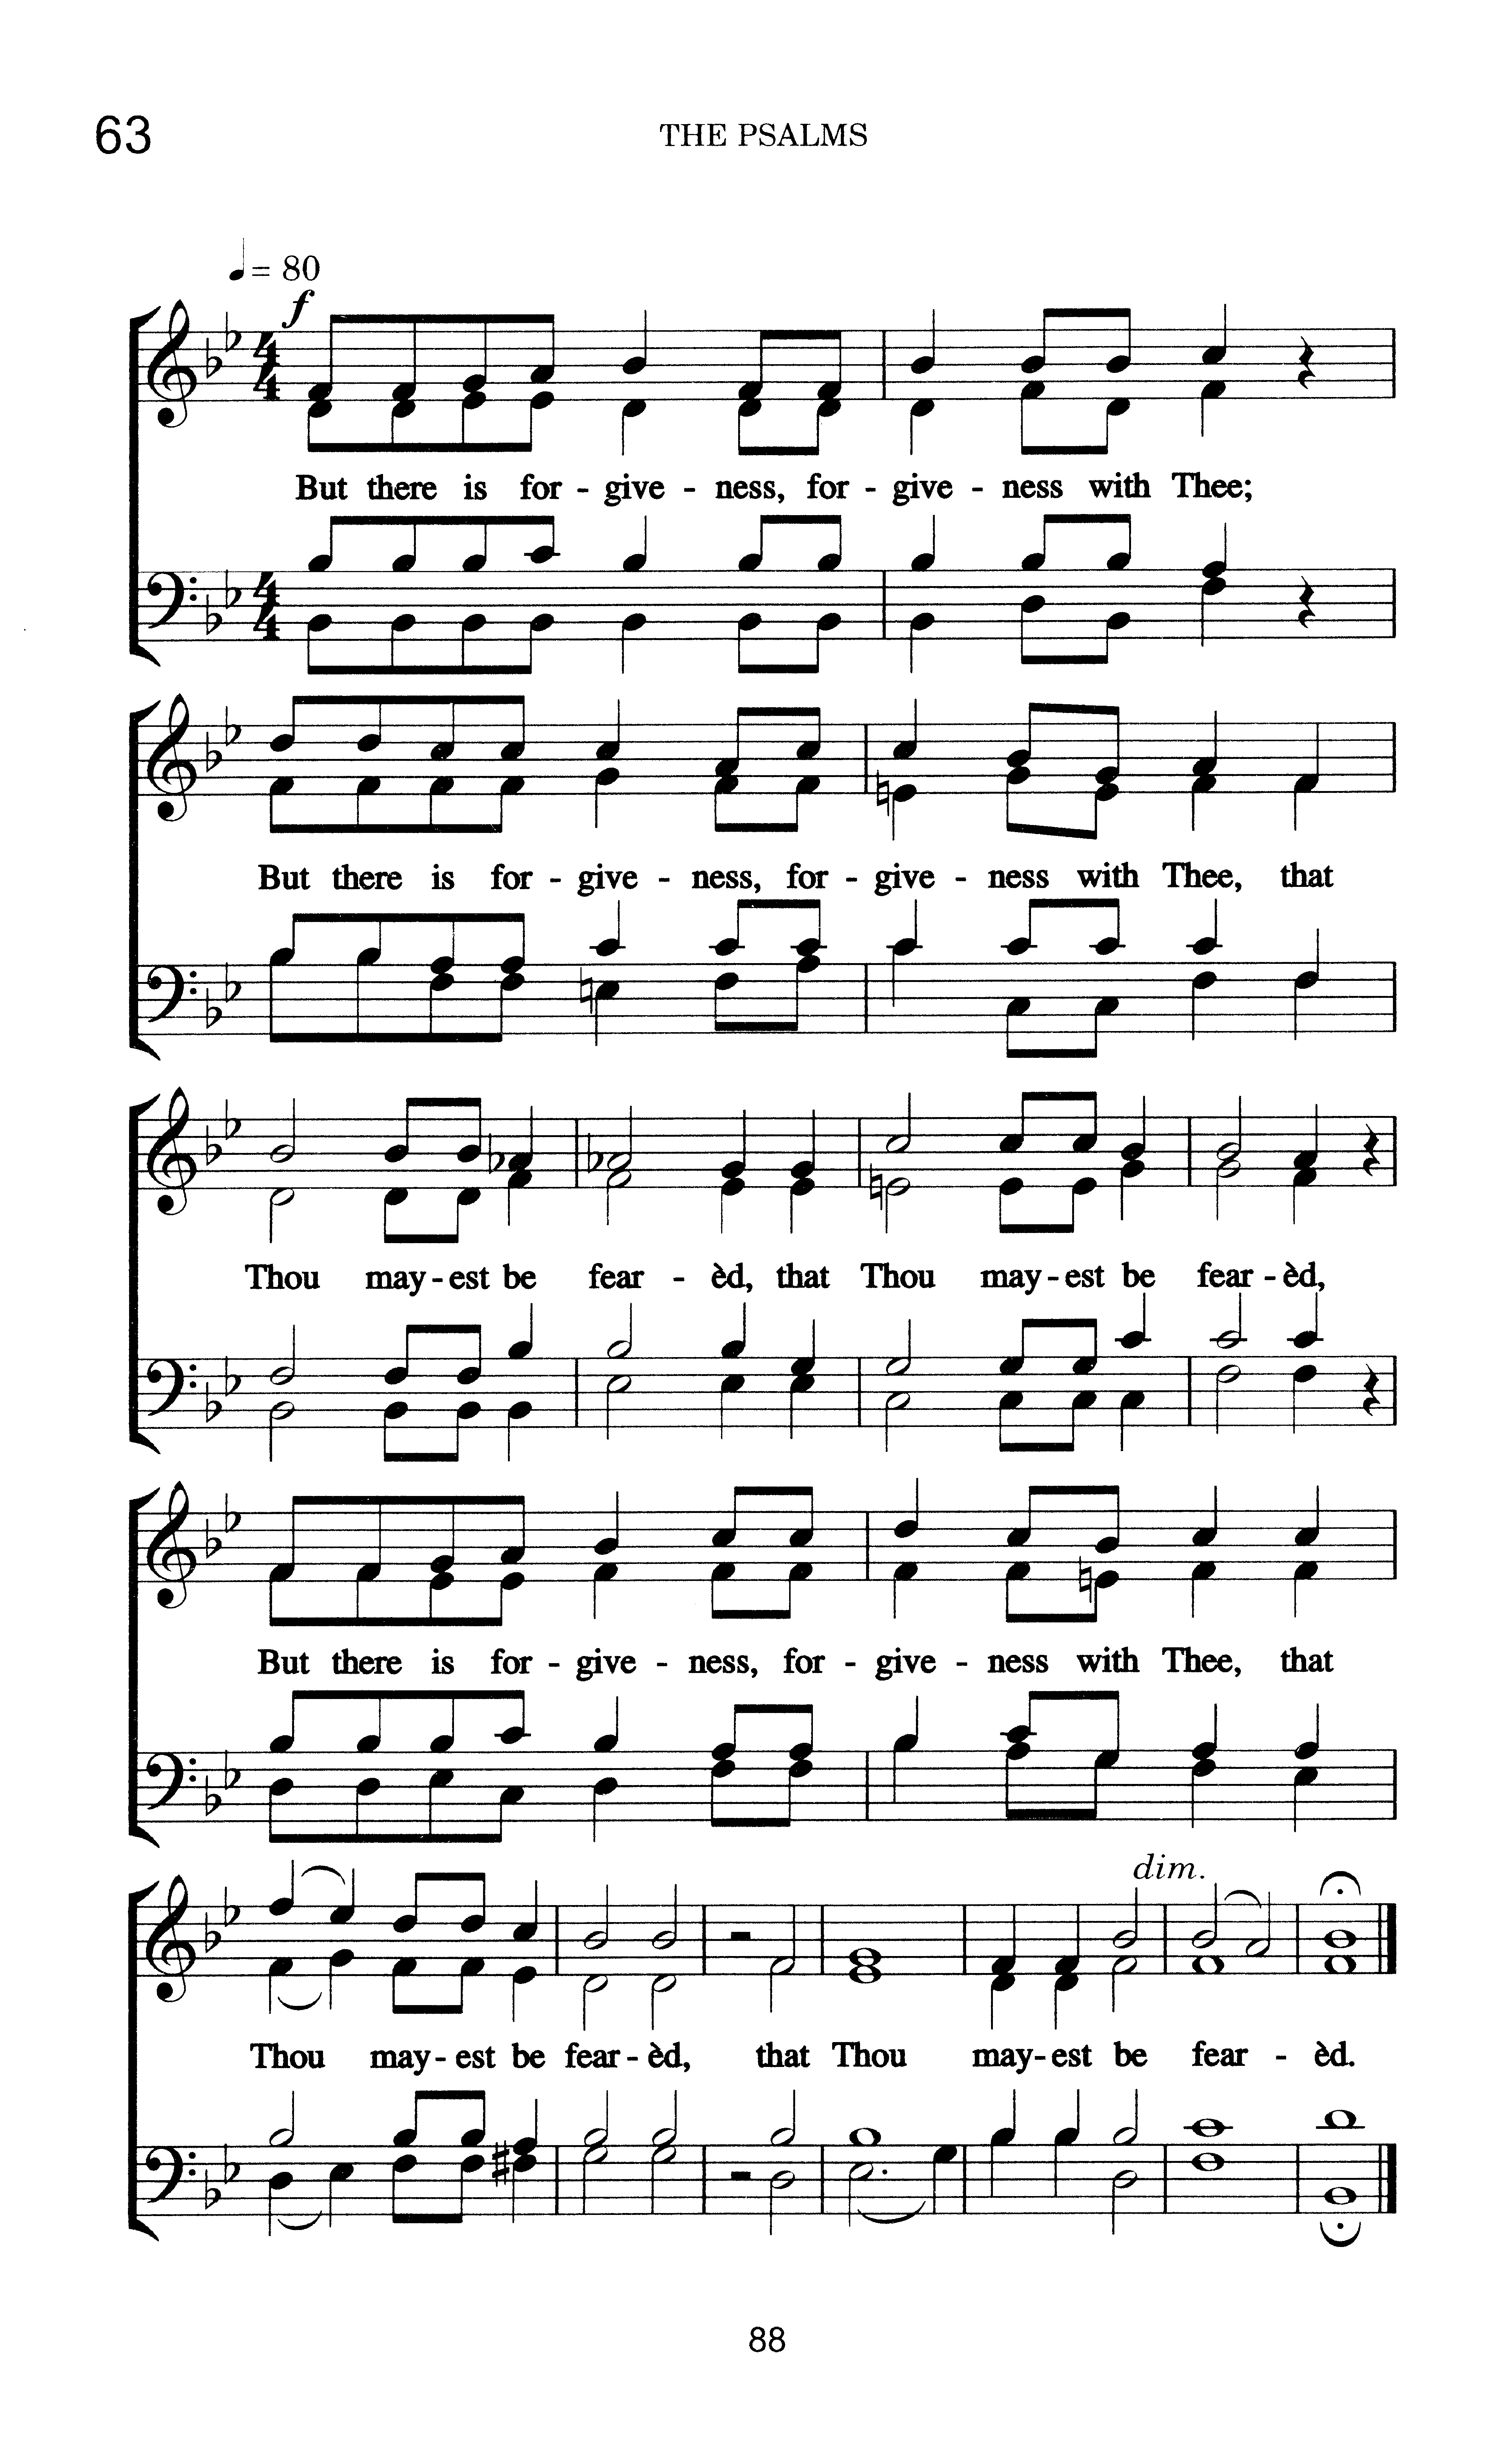 63
THE PSALMS
♩= 80
f
But there is for - give - ness, for - give - ness with Thee;
But there is for - give - ness, for - give - ness with Thee, that
Thou may - est be fear - èd, that Thou may - est be fear - èd,
But there is for - give - ness, for - give - ness with Thee, that
dim.
Thou may - est be fear - èd, that Thou may - est be fear - èd.
88